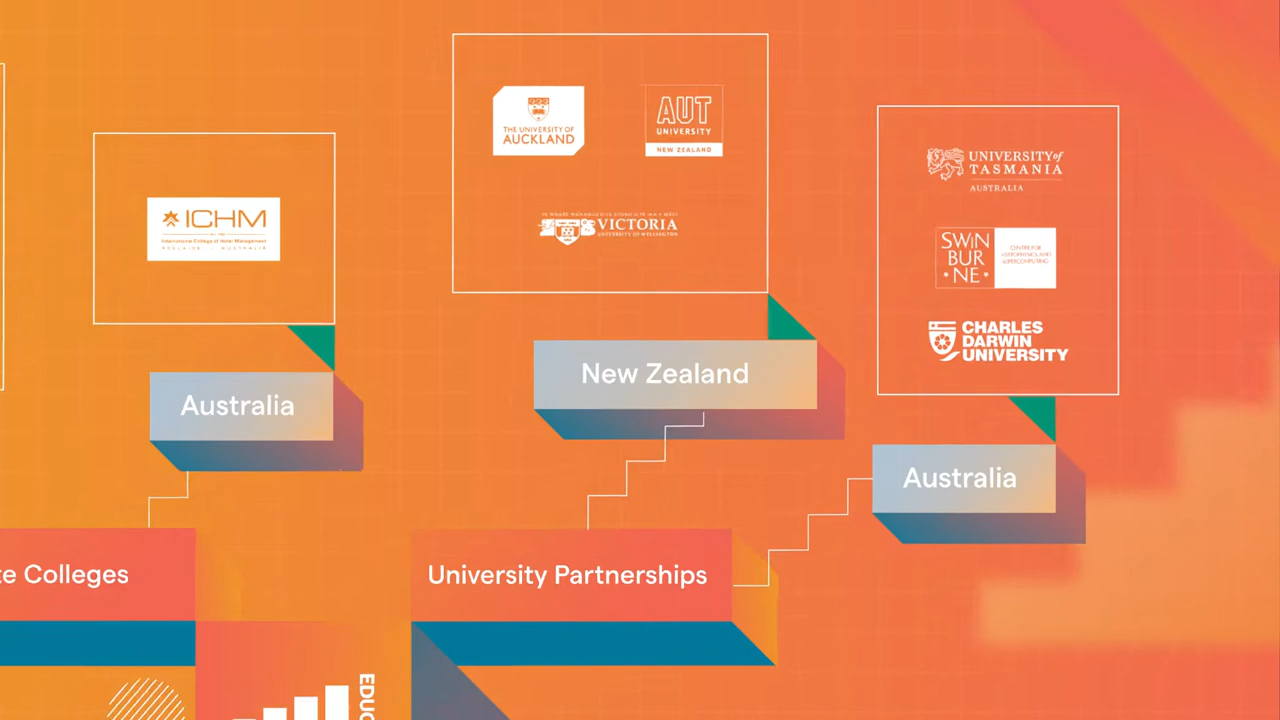 ICHM
International College of Hotel Management
ADELAIDE - AUSTRALIA
Australia
te Colleges
THE UNIVERSITY OF
AUCKLAND
AUT
UNIVERSITY
NEW ZEALAND
VICTORIA
UNIVERSITY OF WELLINGTON
New Zealand
University Partnerships
UNIVERSITY of
TASMANIA
AUSTRALIA
SWIN
BUR
NE
CENTRE FOR
ASTROPHYSICS AND
SUPERCOMPUTING
CHARLES
DARWIN
UNIVERSITY
Australia
EDUC